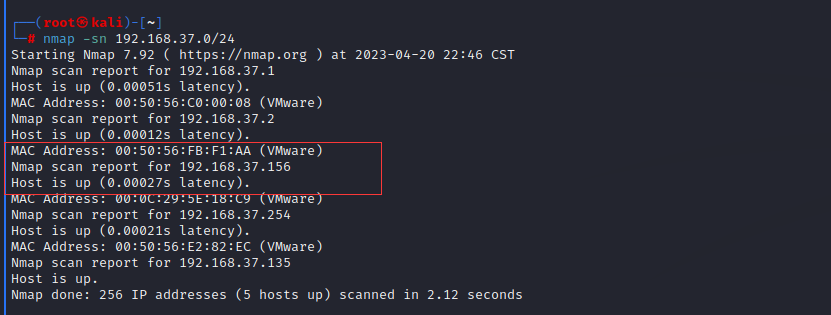 ┌──(root㉿kali)-[~]
└─# nmap -sn 192.168.37.0/24
Starting Nmap 7.92 ( https://nmap.org ) at 2023-04-20 22:46 CST
Nmap scan report for 192.168.37.1
Host is up (0.00051s latency).
MAC Address: 00:50:56:C0:00:08 (VMware)
Nmap scan report for 192.168.37.2
Host is up (0.00012s latency).
MAC Address: 00:50:56:FB:F1:AA (VMware)
Nmap scan report for 192.168.37.156
Host is up (0.00027s latency).
MAC Address: 00:0C:29:5E:18:C9 (VMware)
Nmap scan report for 192.168.37.254
Host is up (0.00021s latency).
MAC Address: 00:50:56:E2:82:EC (VMware)
Nmap scan report for 192.168.37.135
Host is up.
Nmap done: 256 IP addresses (5 hosts up) scanned in 2.12 seconds